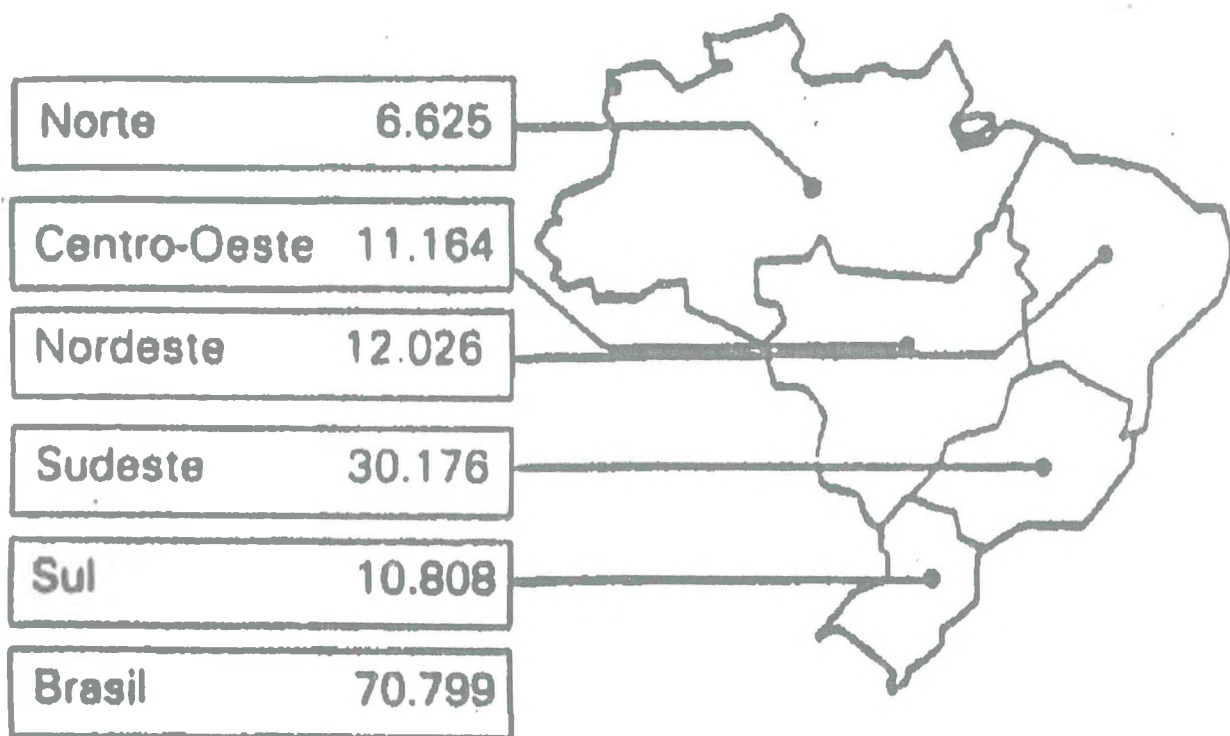 Norte 6.625
Centro-Oeste 11.164
Nordeste 12.026
Sudeste 30.176
Sul 10.808
Brasil 70.799